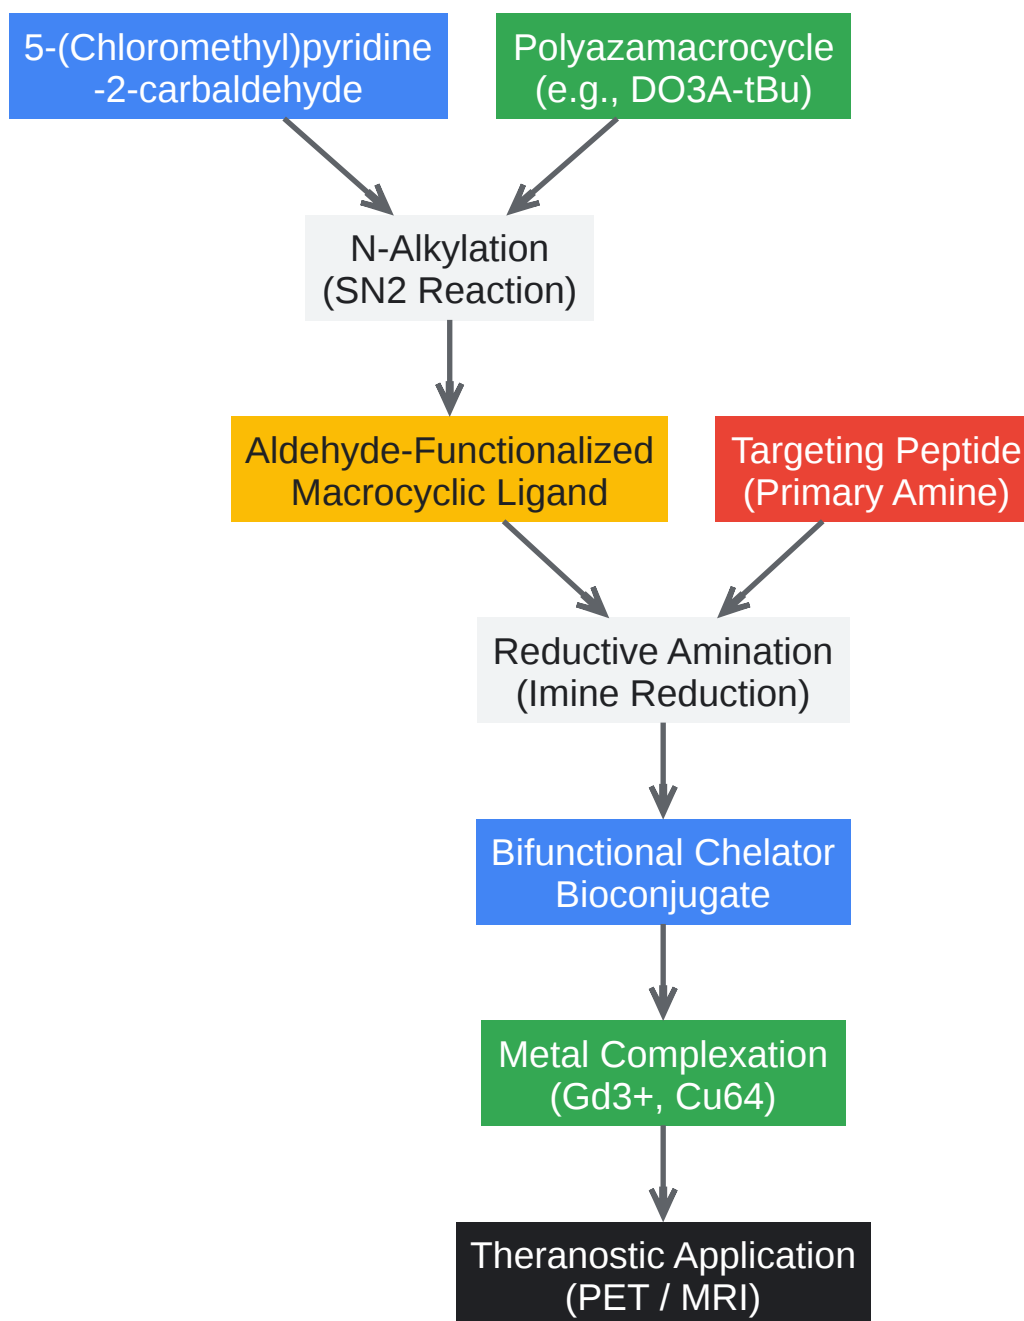 5-(Chloromethyl)pyridine
-2-carbaldehyde
Polyazamacrocycle
(e.g., DO3A-tBu)
N-Alkylation
(SN2 Reaction)
Aldehyde-Functionalized
Macrocyclic Ligand
Targeting Peptide
(Primary Amine)
Reductive Amination
(Imine Reduction)
Bifunctional Chelator
Bioconjugate
Metal Complexation
(Gd3+, Cu64)
Theranostic Application
(PET / MRI)